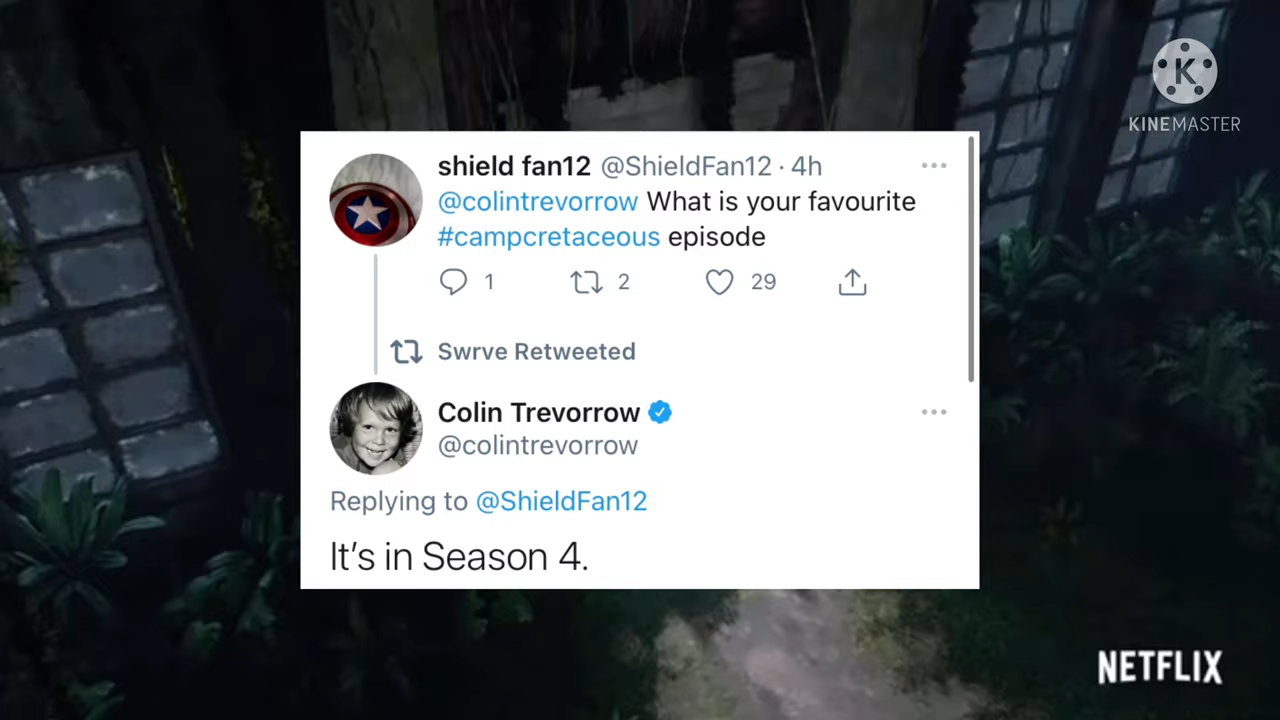 K
KINEMASTER
shield fan12 @ShieldFan12 · 4h
@colintrevorrow What is your favourite
#campcretaceous episode
1 2 29
Swrve Retweeted
Colin Trevorrow
@colintrevorrow
Replying to @ShieldFan12
It's in Season 4.
NETFLIX